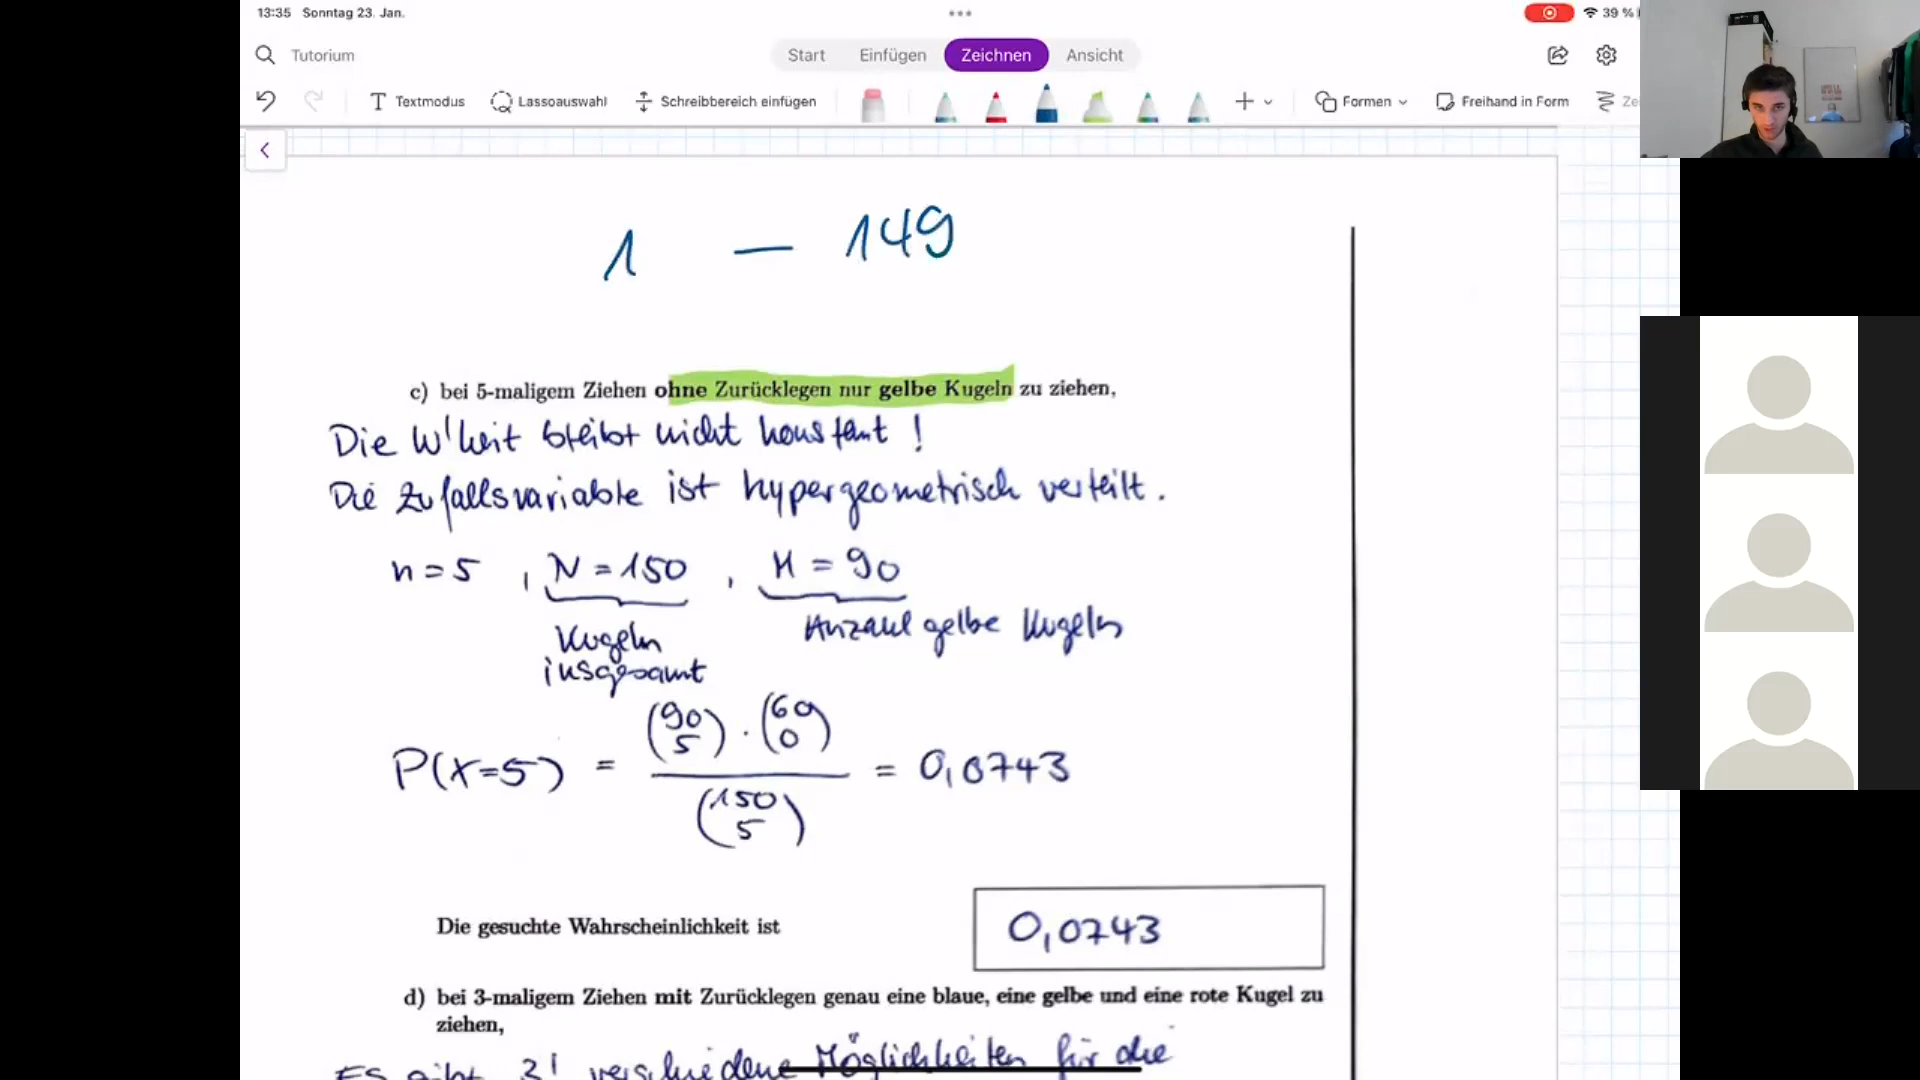 13:35 Sonntag 23. Jan.
39 %
Tutorium
Start Einfügen Zeichnen Ansicht
Textmodus Lassoauswahl Schreibbereich einfügen Formen Freihand in Form
1 – 149
c) bei 5-maligem Ziehen ohne Zurücklegen nur gelbe Kugeln zu ziehen,
Die W'keit bleibt nicht konstant!
Die Zufallsvariable ist hypergeometrisch verteilt.
n=5, N=150, M=90
Kugeln Anzahl gelbe Kugeln
insgesamt
(90 5) · (60 0)
P(X=5) = = 0,0743
(150 5)
Die gesuchte Wahrscheinlichkeit ist 0,0743
d) bei 3-maligem Ziehen mit Zurücklegen genau eine blaue, eine gelbe und eine rote Kugel zu
ziehen,
Es gibt 3! verschiedene Möglichkeiten für die